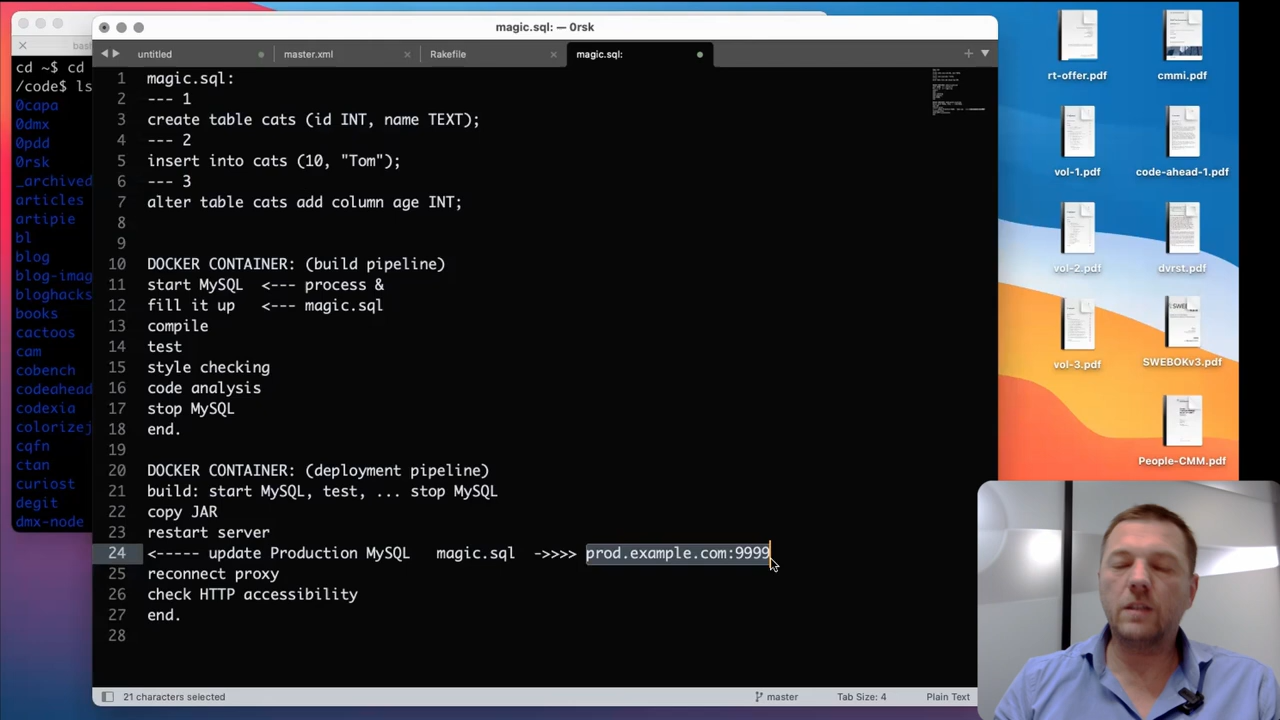 magic.sql: — 0rsk
untitled
master.xml
Rakefile
magic.sql:
cd ~$ cd
/code$ ls
0capa
0dmx
0pdd
0rsk
_archived
articles
artipie
bl
blog
blog-imag
bloghacks
books
cactoos
cam
cobench
codeahead
codexia
colorizej
cqfn
ctan
curiost
degit
dmx-node
1 magic.sql:
2 --- 1
3 create table cats (id INT, name TEXT);
4 --- 2
5 insert into cats (10, "Tom");
6 --- 3
7 alter table cats add column age INT;
8
9
10 DOCKER CONTAINER: (build pipeline)
11 start MySQL  <--- process &
12 fill it up   <--- magic.sql
13 compile
14 test
15 style checking
16 code analysis
17 stop MySQL
18 end.
19
20 DOCKER CONTAINER: (deployment pipeline)
21 build: start MySQL, test, ... stop MySQL
22 copy JAR
23 restart server
24 <----- update Production MySQL   magic.sql  ->>>> prod.example.com:9999
25 reconnect proxy
26 check HTTP accessibility
27 end.
28
21 characters selected
master
Tab Size: 4
Plain Text
rt-offer.pdf
cmmi.pdf
vol-1.pdf
code-ahead-1.pdf
vol-2.pdf
dvrst.pdf
vol-3.pdf
SWEBOKv3.pdf
People-CMM.pdf